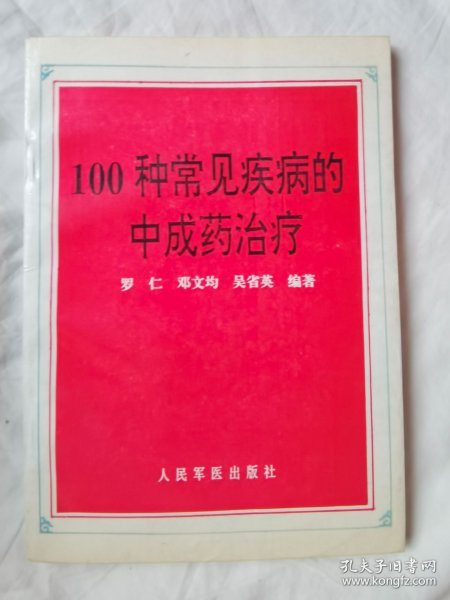 100 种常见疾病的
中成药治疗
罗 仁 邓文均 吴省英 编著
人民军医出版社
孔夫子旧书网
www.kongfz.com